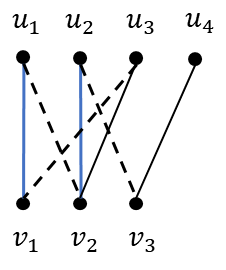 u₁ u₂ u₃ u₄
v₁ v₂ v₃